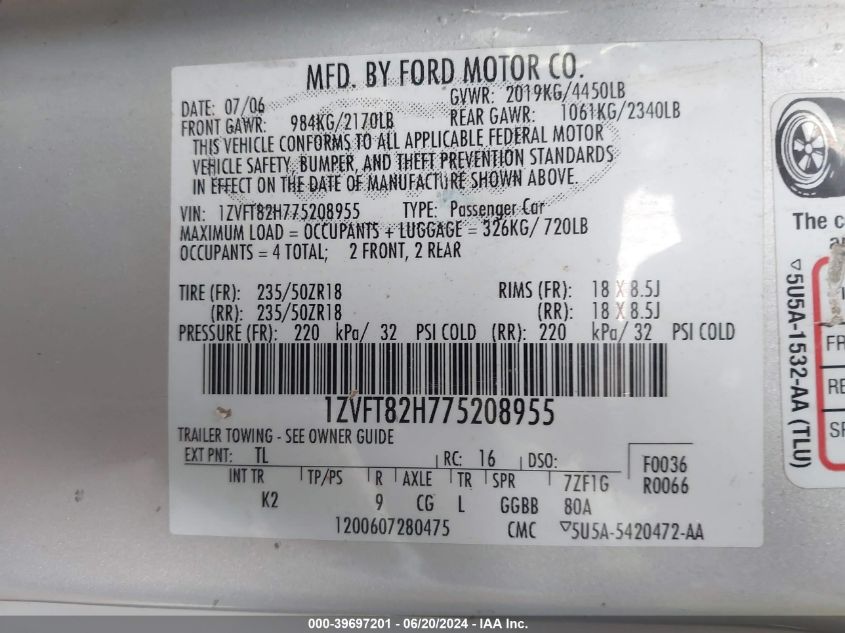 MFD. BY FORD MOTOR CO.
DATE: 07/06 GVWR: 2019KG/4450LB
FRONT GAWR: 984KG/2170LB REAR GAWR: 1061KG/2340LB
THIS VEHICLE CONFORMS TO ALL APPLICABLE FEDERAL MOTOR
VEHICLE SAFETY, BUMPER, AND THEFT PREVENTION STANDARDS
IN EFFECT ON THE DATE OF MANUFACTURE SHOWN ABOVE.
VIN: 1ZVFT82H775208955 TYPE: Passenger Car
MAXIMUM LOAD = OCCUPANTS + LUGGAGE = 326KG/ 720LB
OCCUPANTS = 4 TOTAL; 2 FRONT, 2 REAR
TIRE (FR): 235/50ZR18 RIMS (FR): 18 X 8.5J
(RR): 235/50ZR18 (RR): 18 X 8.5J
PRESSURE (FR): 220 kPa/ 32 PSI COLD (RR): 220 kPa/ 32 PSI COLD
1ZVFT82H775208955
TRAILER TOWING - SEE OWNER GUIDE
EXT PNT: TL RC: 16 DSO: F0036
INT TR TP/PS R AXLE TR SPR 7ZF1G R0066
K2 9 CG L GGBB 80A
1200607280475 CMC ▽5U5A-5420472-AA
The c
▽5U5A-1532-AA (TLU)
FR
RE
SP
000-39697201 - 06/20/2024 - IAA Inc.